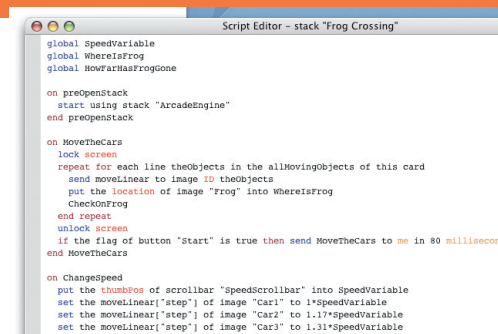 Script Editor – stack "Frog Crossing"
global SpeedVariable
global WhereIsFrog
global HowFarHasFrogGone
on preOpenStack
start using stack "ArcadeEngine"
end preOpenStack
on MoveTheCars
lock screen
repeat for each line theObjects in the allMovingObjects of this card
send moveLinear to image ID theObjects
put the location of image "Frog" into WhereIsFrog
CheckOnFrog
end repeat
unlock screen
if the flag of button "Start" is true then send MoveTheCars to me in 80
end MoveTheCars
on ChangeSpeed
put the thumbPos of scrollbar "SpeedScrollbar" into SpeedVariable
set the moveLinear["step"] of image "Car1" to 1*SpeedVariable
set the moveLinear["step"] of image "Car2" to 1.17*SpeedVariable
set the moveLinear["step"] of image "Car3" to 1.31*SpeedVariable